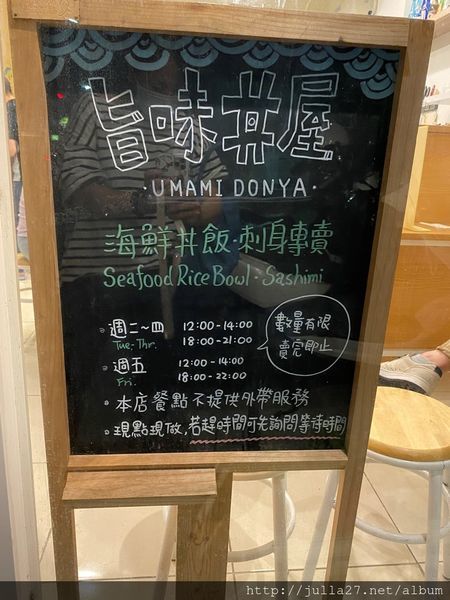 旨味丼屋
·UMAMI DONYA·
海鮮丼飯·刺身專賣
Seafood Rice Bowl · Sashimi
週二～四 12:00-14:00
Tue-Thr. 18:00-21:00
週五 12:00-14:00
Fri. 18:00-22:00
數量有限
賣完即止
本店餐點不提供外帶服務
現點現做,若趕時間可先詢問等待時間
http://julla27.net/album